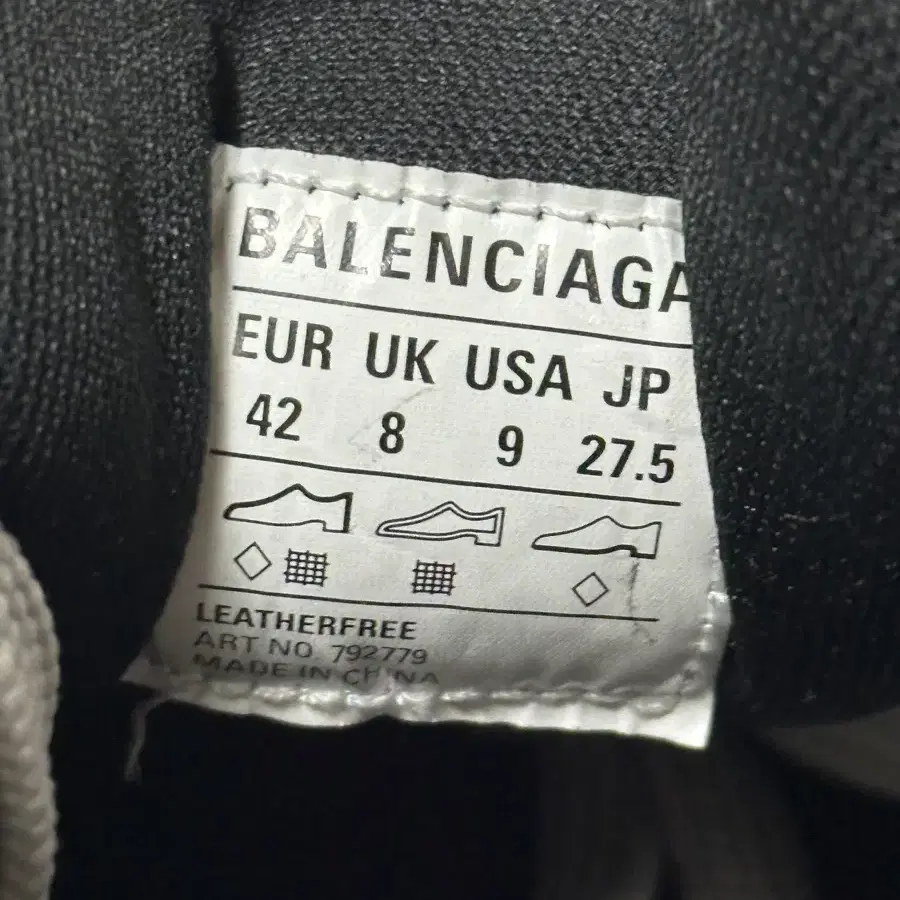 BALENCIAGA
EUR UK USA JP
42 8 9 27.5
LEATHERFREE
ART NO 792779
MADE IN CHINA